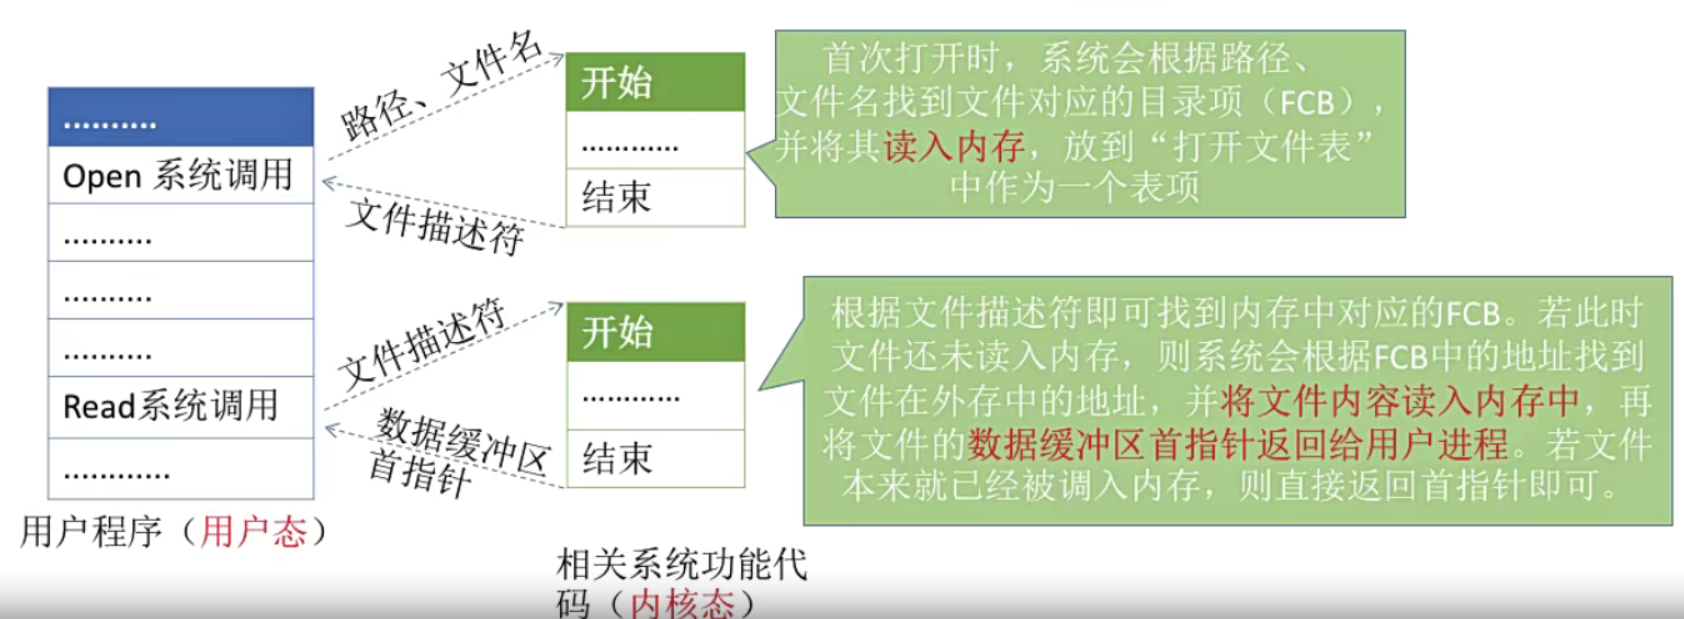 ..........
Open 系统调用
..........
..........
..........
Read系统调用
............
用户程序（用户态）
路径、文件名
文件描述符
文件描述符
数据缓冲区
首指针
开始
............
结束
开始
............
结束
相关系统功能代
码（内核态）
首次打开时，系统会根据路径、
文件名找到文件对应的目录项（FCB），
并将其读入内存，放到“打开文件表”
中作为一个表项
根据文件描述符即可找到内存中对应的FCB。若此时
文件还未读入内存，则系统会根据FCB中的地址找到
文件在外存中的地址，并将文件内容读入内存中，再
将文件的数据缓冲区首指针返回给用户进程。若文件
本来就已经被调入内存，则直接返回首指针即可。